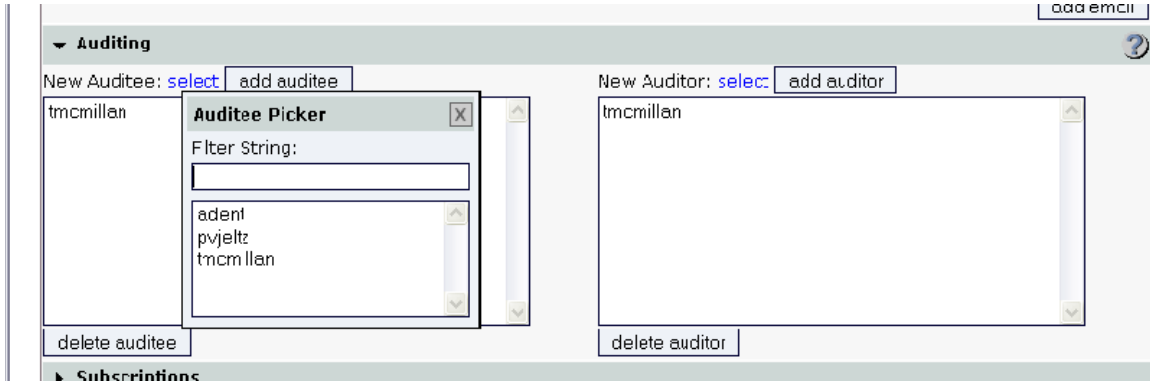 add email
Auditing
New Auditee: select add auditee
New Auditor: select add auditor
tmcmillan
Auditee Picker X
Filter String:
adent
pvjeltz
tmcmillan
tmcmillan
delete auditee
delete auditor
Subscriptions